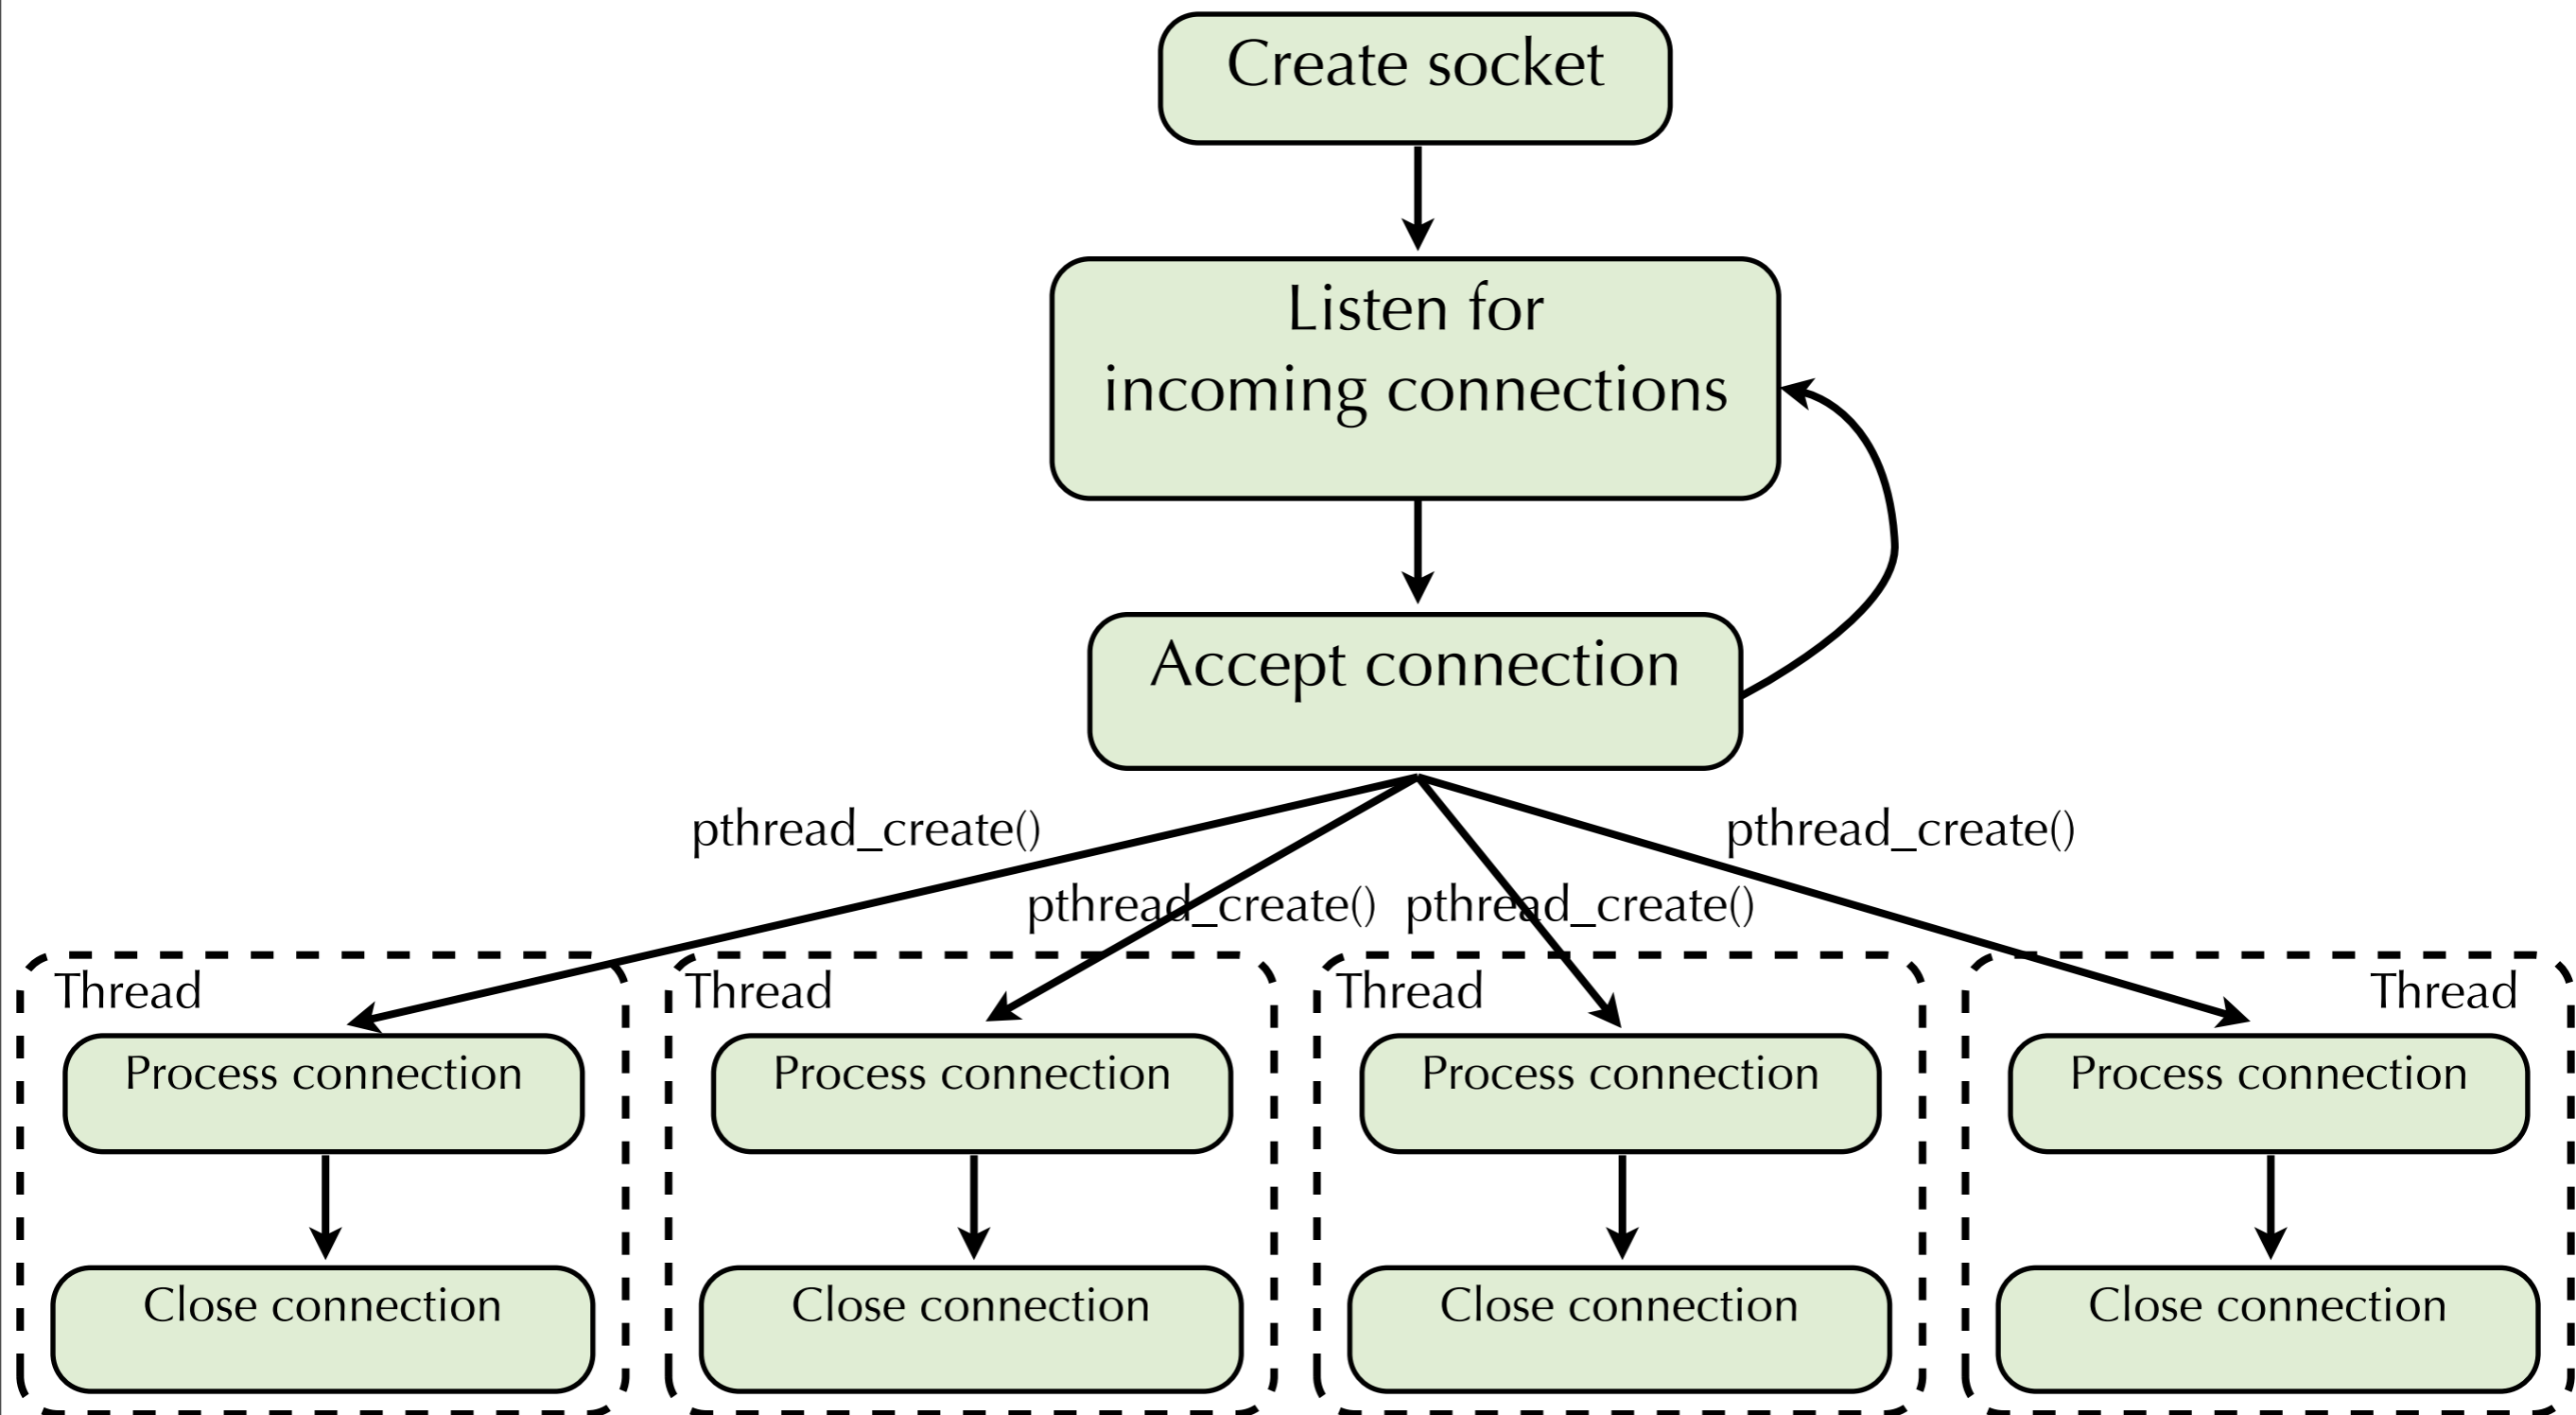 Create socket
Listen for
incoming connections
Accept connection
pthread_create()
pthread_create()
pthread_create()
pthread_create()
Thread
Thread
Thread
Thread
Process connection
Process connection
Process connection
Process connection
Close connection
Close connection
Close connection
Close connection